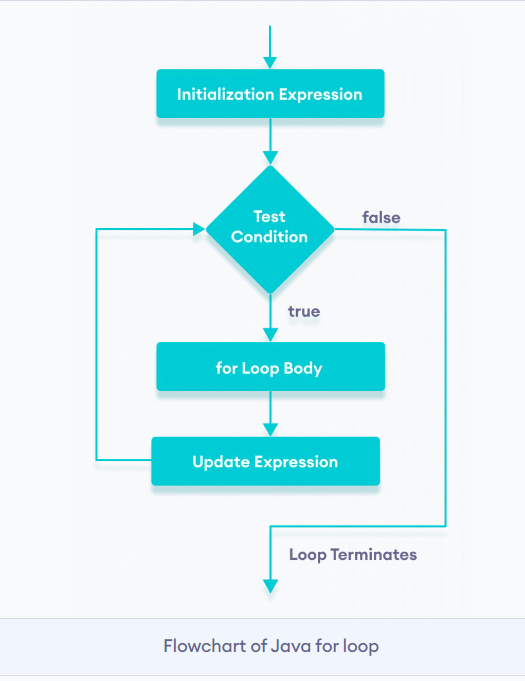 Initialization Expression
Test
Condition
false
true
for Loop Body
Update Expression
Loop Terminates
Flowchart of Java for loop